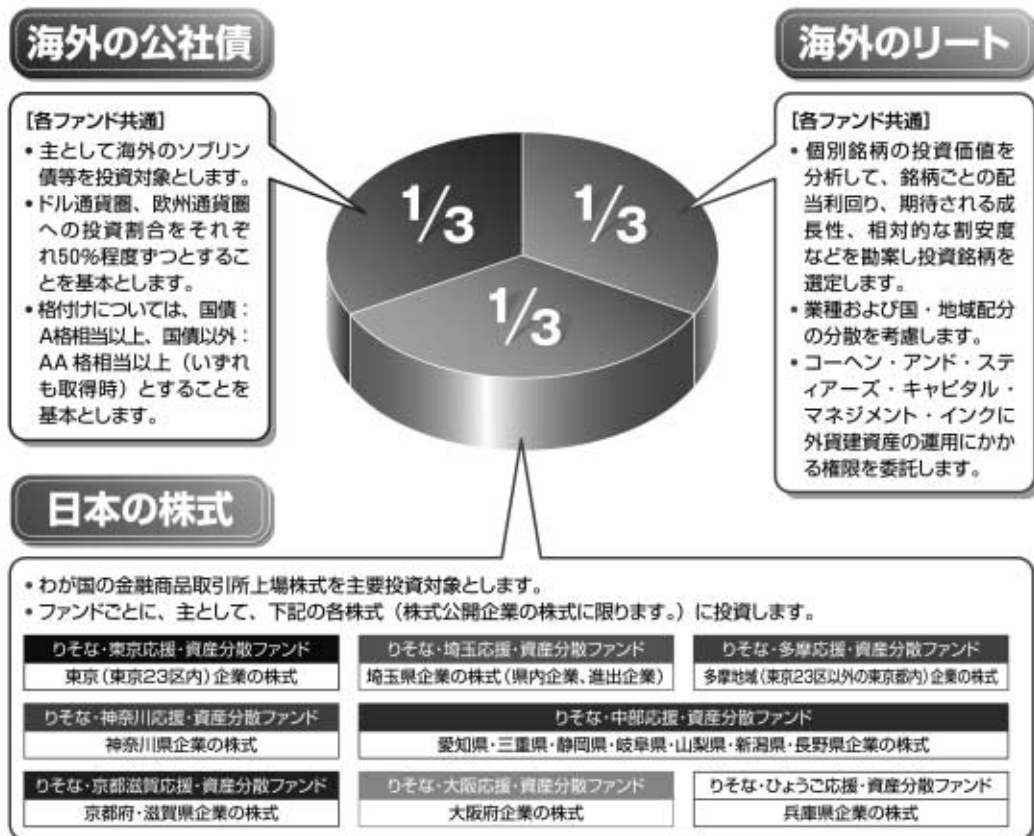 海外の公社債
[各ファンド共通]
• 主として海外のソブリン
債等を投資対象とします。
• ドル通貨圏、欧州通貨圏
への投資割合をそれぞ
れ50%程度ずつとするこ
とを基本とします。
• 格付けについては、国債：
A格相当以上、国債以外：
AA 格相当以上（いずれ
も取得時）とすることを
基本とします。
海外のリート
[各ファンド共通]
• 個別銘柄の投資価値を
分析して、銘柄ごとの配
当利回り、期待される成
長性、相対的な割安度
などを勘案し投資銘柄を
選定します。
• 業種および国・地域配分
の分散を考慮します。
• コーヘン・アンド・ステ
ィアーズ・キャピタル・
マネジメント・インクに
外貨建資産の運用にかか
る権限を委託します。
1/3
1/3
1/3
日本の株式
• わが国の金融商品取引所上場株式を主要投資対象とします。
• ファンドごとに、主として、下記の各株式（株式公開企業の株式に限ります。）に投資します。
りそな・東京応援・資産分散ファンド
東京（東京23区内）企業の株式
りそな・埼玉応援・資産分散ファンド
埼玉県企業の株式（県内企業、進出企業）
りそな・多摩応援・資産分散ファンド
多摩地域（東京23区以外の東京都内）企業の株式
りそな・神奈川応援・資産分散ファンド
神奈川県企業の株式
りそな・中部応援・資産分散ファンド
愛知県・三重県・静岡県・岐阜県・山梨県・新潟県・長野県企業の株式
りそな・京都滋賀応援・資産分散ファンド
京都府・滋賀県企業の株式
りそな・大阪応援・資産分散ファンド
大阪府企業の株式
りそな・ひょうご応援・資産分散ファンド
兵庫県企業の株式